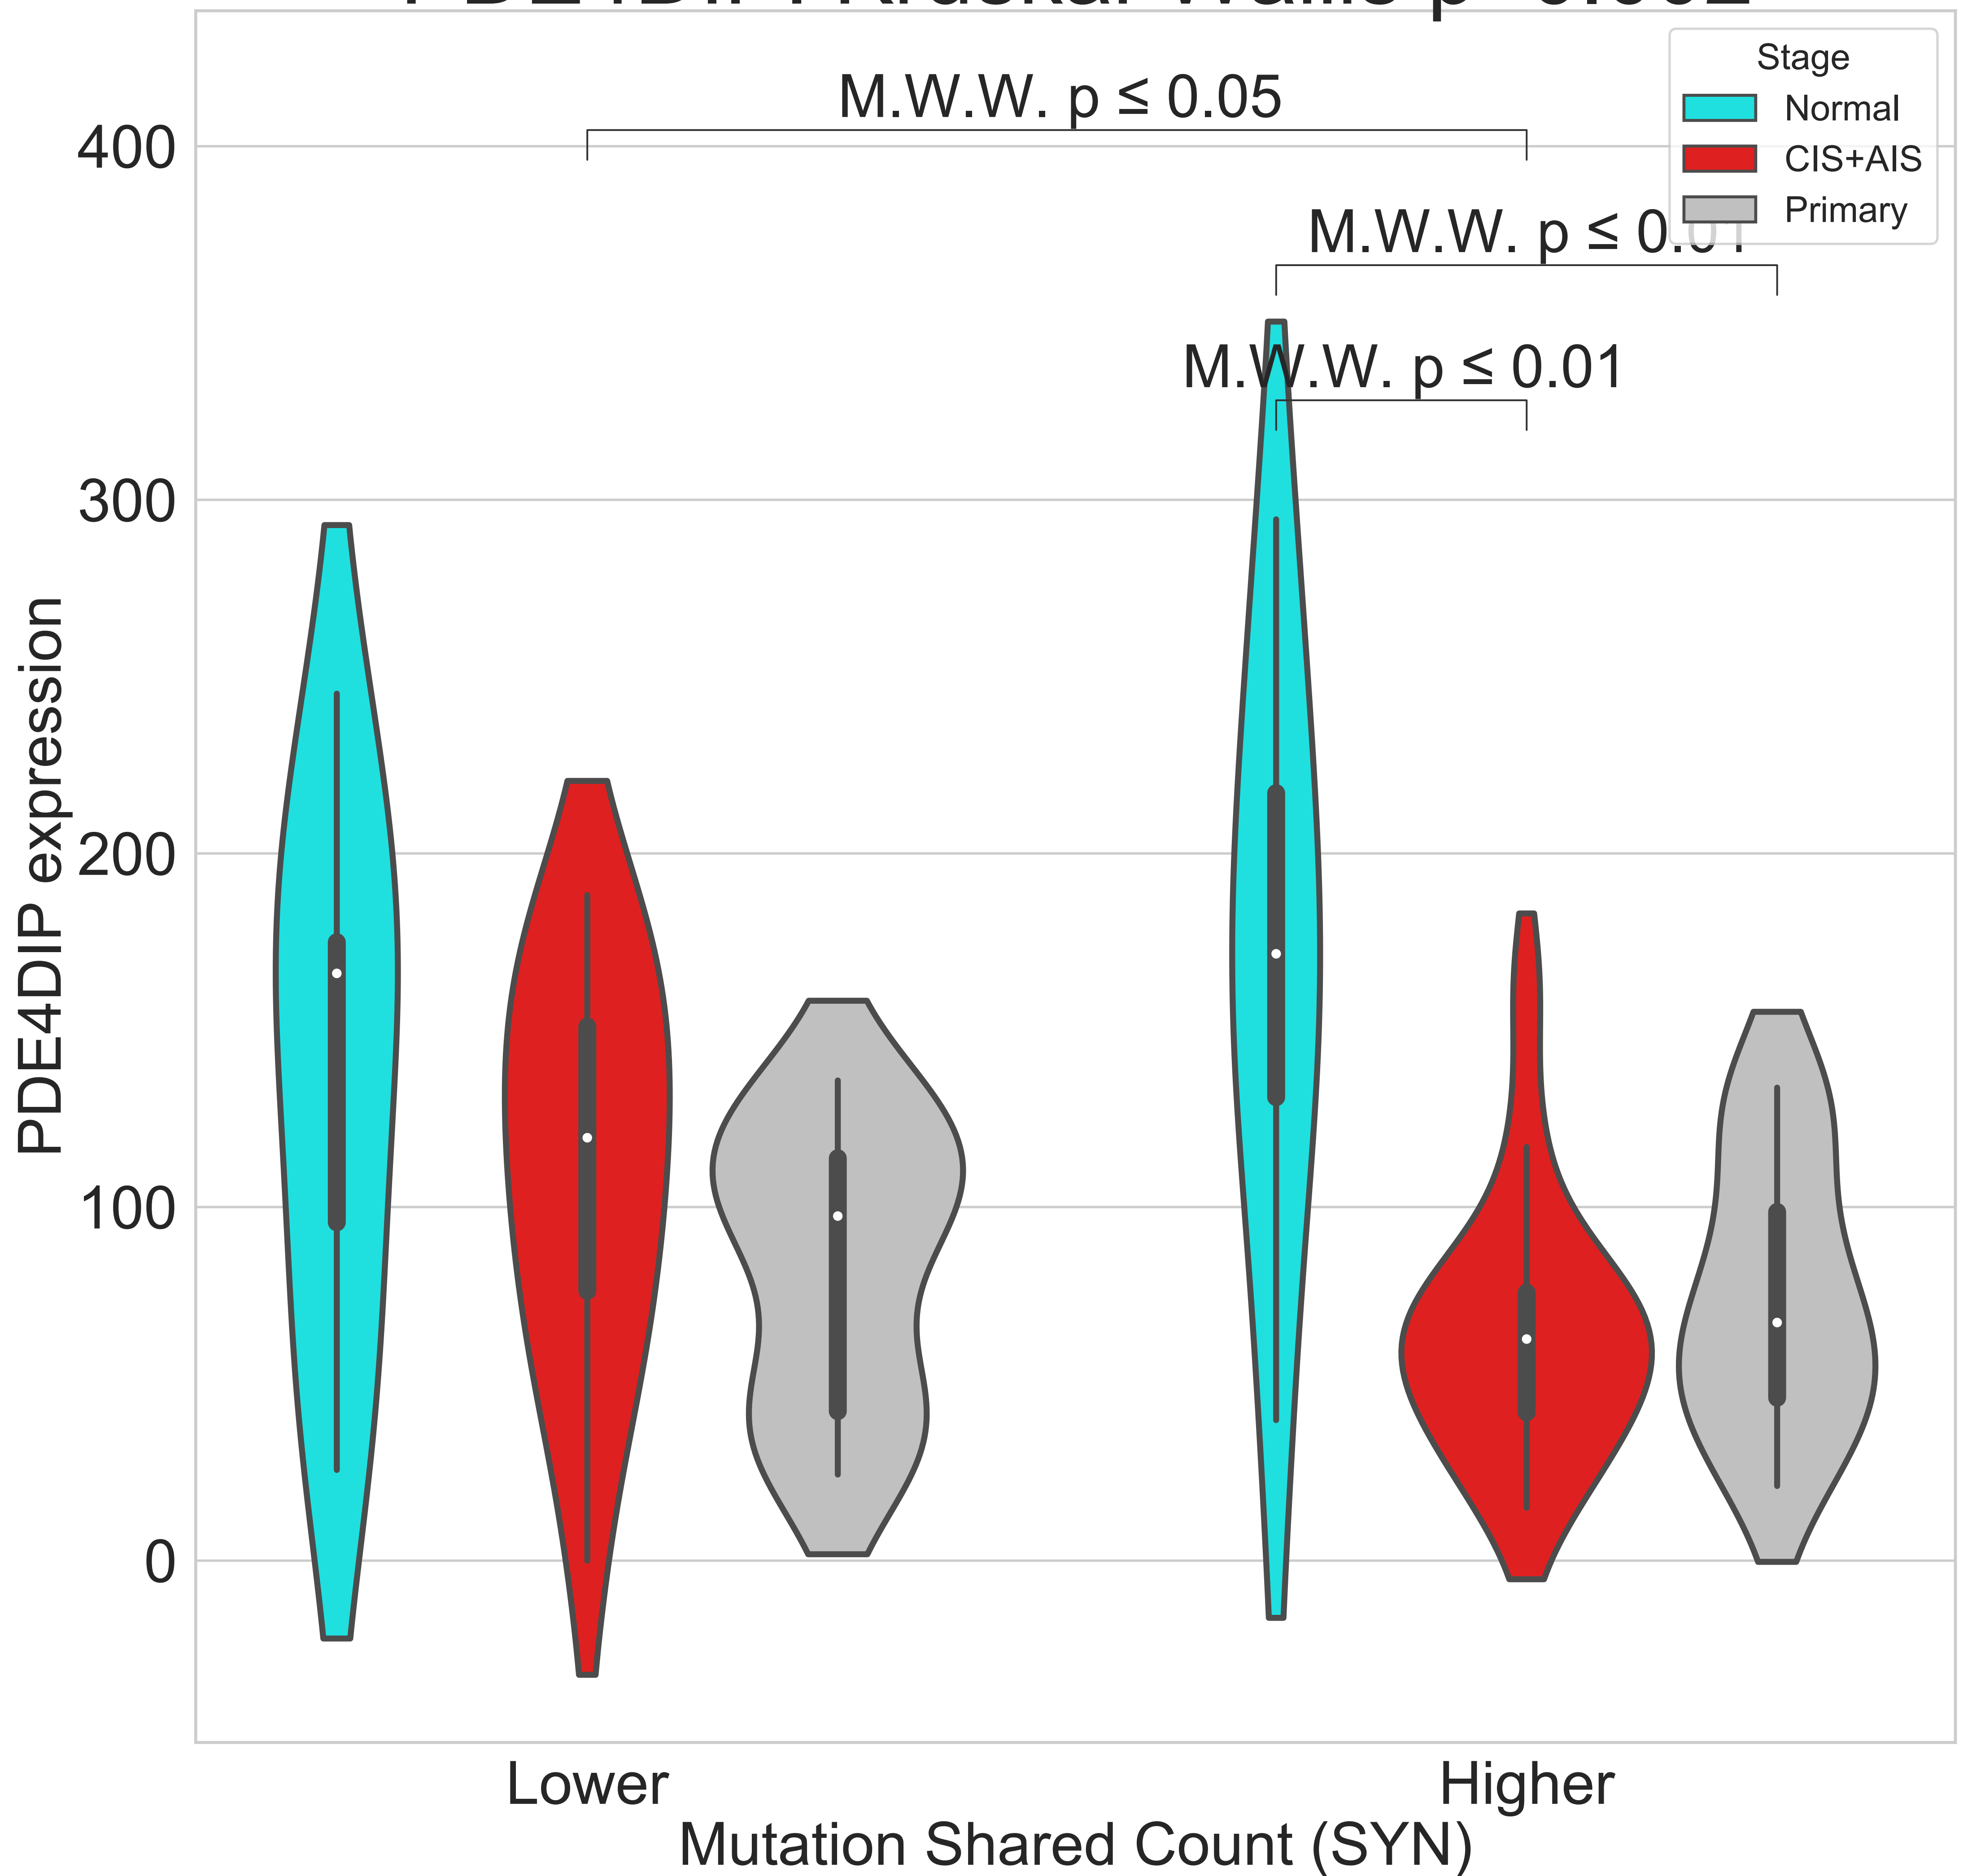 M.W.W. p ≤ 0.05
Stage
Normal
CIS+AIS
Primary
M.W.W. p ≤ 0.01
M.W.W. p ≤ 0.01
400
300
200
100
0
PDE4DIP expression
Lower
Higher
Mutation Shared Count (SYN)